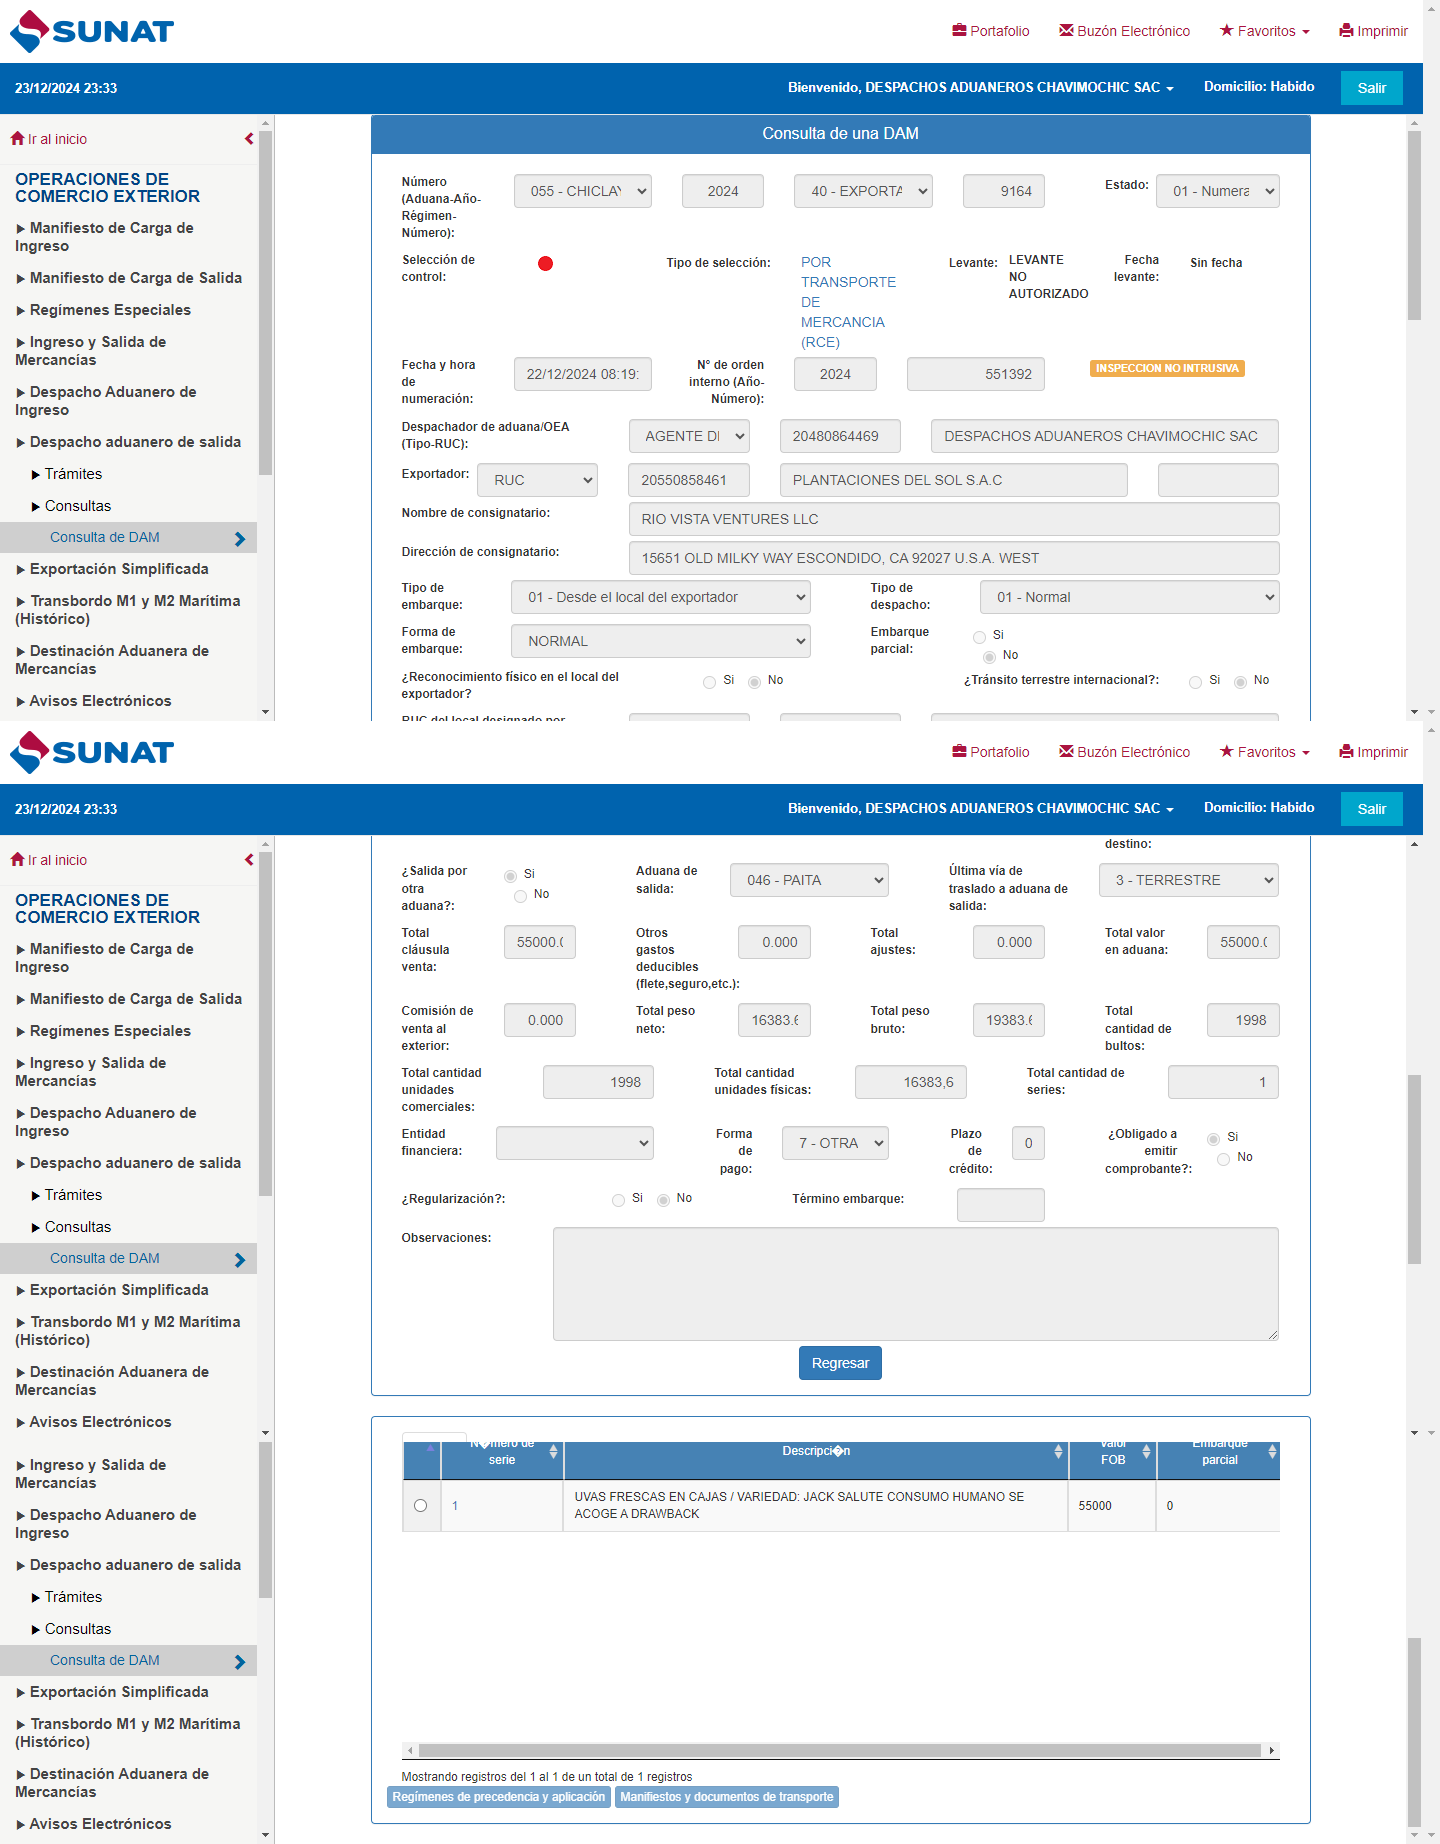 SUNAT
Portafolio
Buzón Electrónico
Favoritos
Imprimir
23/12/2024 23:33
Bienvenido, DESPACHOS ADUANEROS CHAVIMOCHIC SAC
Domicilio: Habido
Salir
Ir al inicio
OPERACIONES DE
COMERCIO EXTERIOR
Manifiesto de Carga de
Ingreso
Manifiesto de Carga de Salida
Regímenes Especiales
Ingreso y Salida de
Mercancías
Despacho Aduanero de
Ingreso
Despacho aduanero de salida
Trámites
Consultas
Consulta de DAM
Exportación Simplificada
Transbordo M1 y M2 Marítima
(Histórico)
Destinación Aduanera de
Mercancías
Avisos Electrónicos
Consulta de una DAM
Número
(Aduana-Año-
Régimen-
Número):
055 - CHICLAY
2024
40 - EXPORTA
9164
Estado:
01 - Numera
Selección de
control:
Tipo de selección:
POR
TRANSPORTE
DE
MERCANCIA
(RCE)
Levante:
LEVANTE
NO
AUTORIZADO
Fecha
levante:
Sin fecha
Fecha y hora
de
numeración:
22/12/2024 08:19:
N° de orden
interno (Año-
Número):
2024
551392
INSPECCION NO INTRUSIVA
Despachador de aduana/OEA
(Tipo-RUC):
AGENTE DI
20480864469
DESPACHOS ADUANEROS CHAVIMOCHIC SAC
Exportador:
RUC
20550858461
PLANTACIONES DEL SOL S.A.C
Nombre de consignatario:
RIO VISTA VENTURES LLC
Dirección de consignatario:
15651 OLD MILKY WAY ESCONDIDO, CA 92027 U.S.A. WEST
Tipo de
embarque:
01 - Desde el local del exportador
Tipo de
despacho:
01 - Normal
Forma de
embarque:
NORMAL
Embarque
parcial:
Si
No
¿Reconocimiento físico en el local del
exportador?
Si
No
¿Tránsito terrestre internacional?:
Si
No
RUC del local designado por
SUNAT
Portafolio
Buzón Electrónico
Favoritos
Imprimir
23/12/2024 23:33
Bienvenido, DESPACHOS ADUANEROS CHAVIMOCHIC SAC
Domicilio: Habido
Salir
Ir al inicio
OPERACIONES DE
COMERCIO EXTERIOR
Manifiesto de Carga de
Ingreso
Manifiesto de Carga de Salida
Regímenes Especiales
Ingreso y Salida de
Mercancías
Despacho Aduanero de
Ingreso
Despacho aduanero de salida
Trámites
Consultas
Consulta de DAM
Exportación Simplificada
Transbordo M1 y M2 Marítima
(Histórico)
Destinación Aduanera de
Mercancías
Avisos Electrónicos
destino:
¿Salida por
otra
aduana?:
Si
No
Aduana de
salida:
046 - PAITA
Última vía de
traslado a aduana de
salida:
3 - TERRESTRE
Total
cláusula
venta:
55000.0
Otros
gastos
deducibles
(flete,seguro,etc.):
0.000
Total
ajustes:
0.000
Total valor
en aduana:
55000.0
Comisión de
venta al
exterior:
0.000
Total peso
neto:
16383.6
Total peso
bruto:
19383.6
Total
cantidad de
bultos:
1998
Total cantidad
unidades
comerciales:
1998
Total cantidad
unidades físicas:
16383,6
Total cantidad de
series:
1
Entidad
financiera:
Forma
de
pago:
7 - OTRA
Plazo
de
crédito:
0
¿Obligado a
emitir
comprobante?:
Si
No
¿Regularización?:
Si
No
Término embarque:
Observaciones:
Regresar
Ingreso y Salida de
Mercancías
Despacho Aduanero de
Ingreso
Despacho aduanero de salida
Trámites
Consultas
Consulta de DAM
Exportación Simplificada
Transbordo M1 y M2 Marítima
(Histórico)
Destinación Aduanera de
Mercancías
Avisos Electrónicos
N�mero de
serie
Descripci�n
Valor
FOB
Embarque
parcial
1
UVAS FRESCAS EN CAJAS / VARIEDAD: JACK SALUTE CONSUMO HUMANO SE
ACOGE A DRAWBACK
55000
0
Mostrando registros del 1 al 1 de un total de 1 registros
Regímenes de precedencia y aplicación
Manifiestos y documentos de transporte